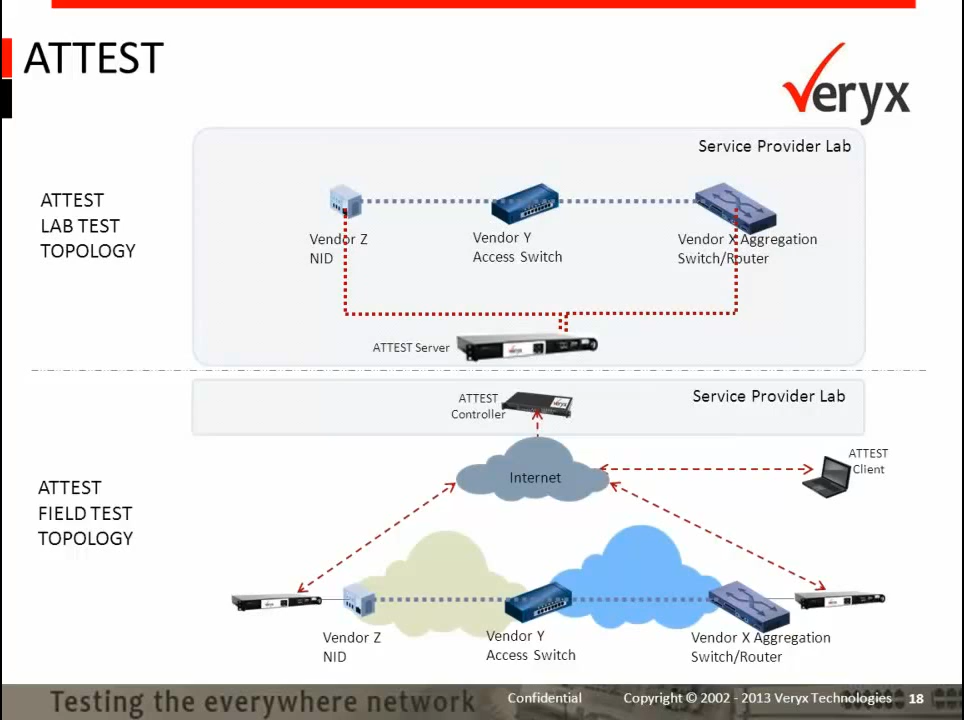 ATTEST
veryx
Service Provider Lab
ATTEST
LAB TEST
TOPOLOGY
Vendor Z
NID
Vendor Y
Access Switch
Vendor X Aggregation
Switch/Router
ATTEST Server
veryx
Service Provider Lab
ATTEST
Controller
veryx
Internet
ATTEST
Client
ATTEST
FIELD TEST
TOPOLOGY
Vendor Z
NID
Vendor Y
Access Switch
Vendor X Aggregation
Switch/Router
Testing the everywhere network
Confidential
Copyright © 2002 - 2013 Veryx Technologies
18